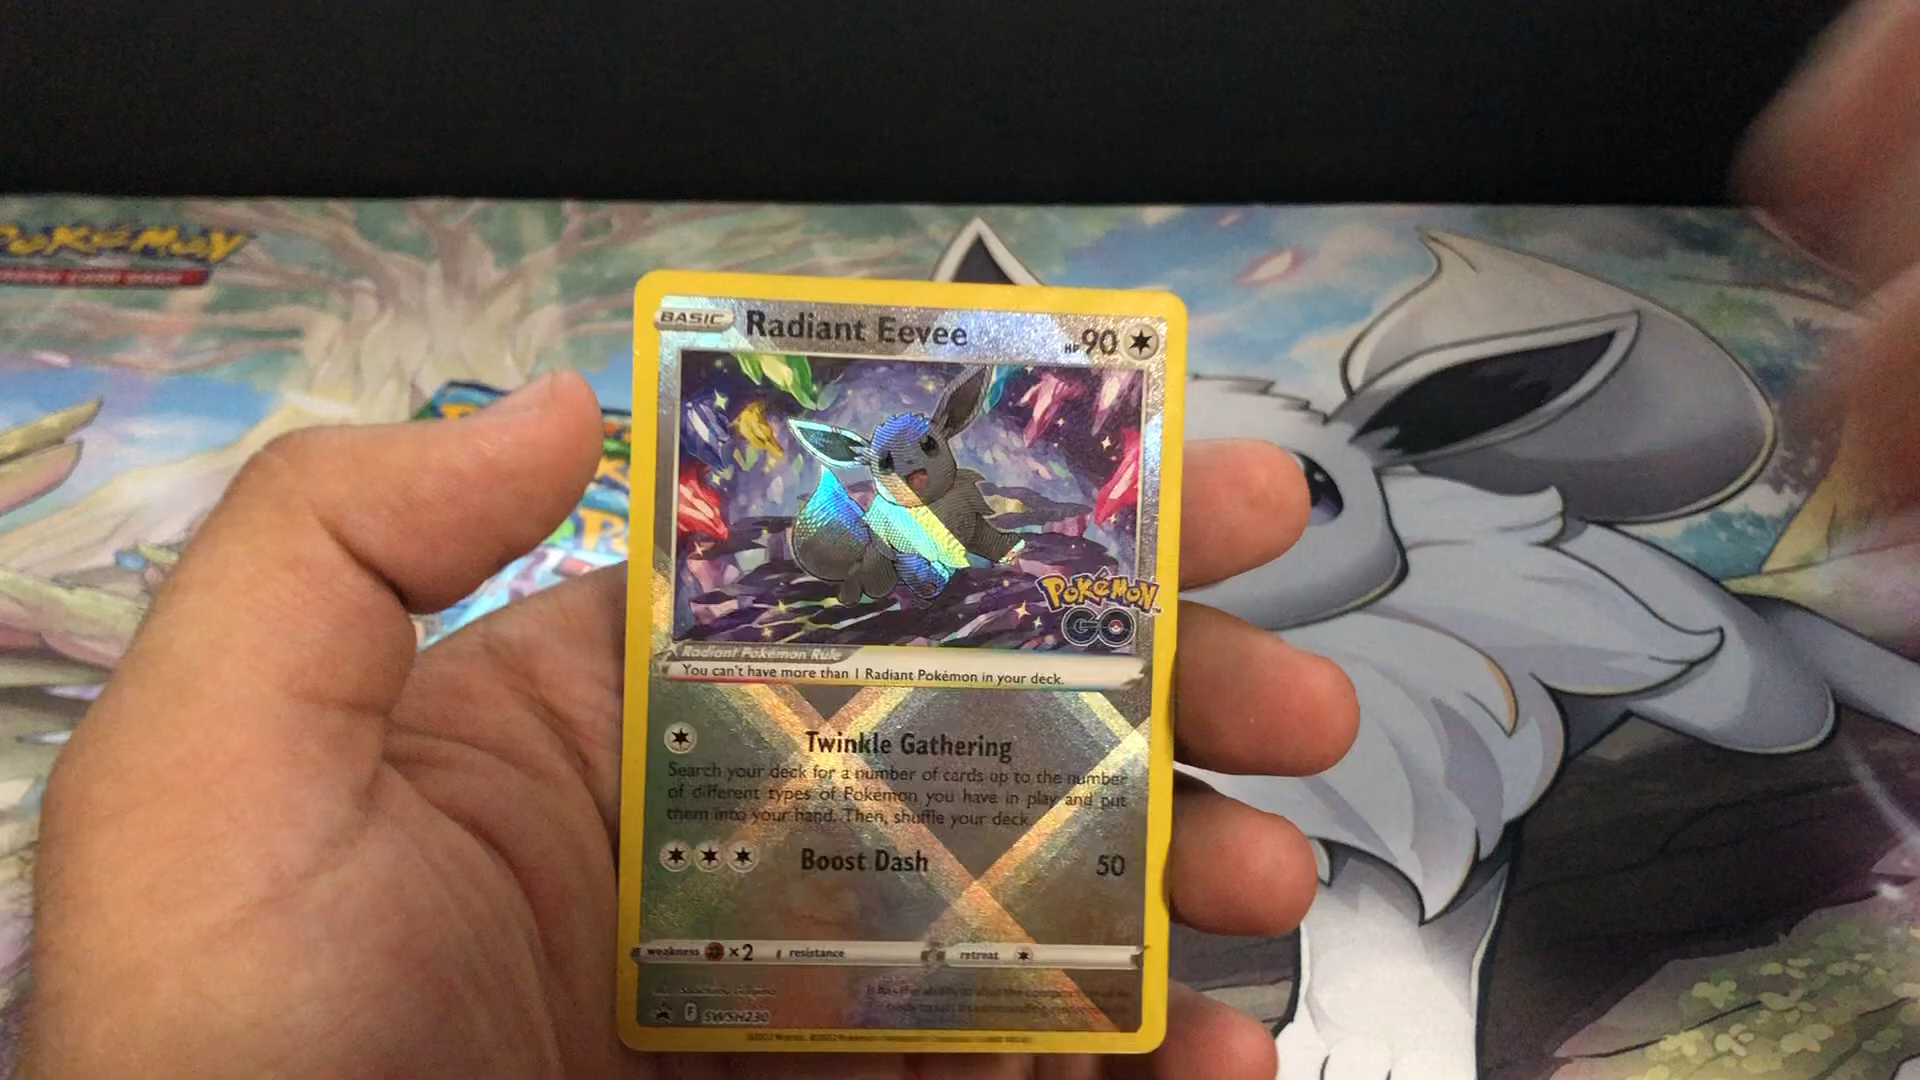 POKÉMON
BASIC Radiant Eevee HP 90
POKÉMON
GO
Radiant Pokémon Rule
You can't have more than 1 Radiant Pokémon in your deck.
Twinkle Gathering
Search your deck for a number of cards up to the number
of different types of Pokémon you have in play and put
them into your hand. Then, shuffle your deck.
Boost Dash 50
weakness ×2 resistance retreat
F SWSH230